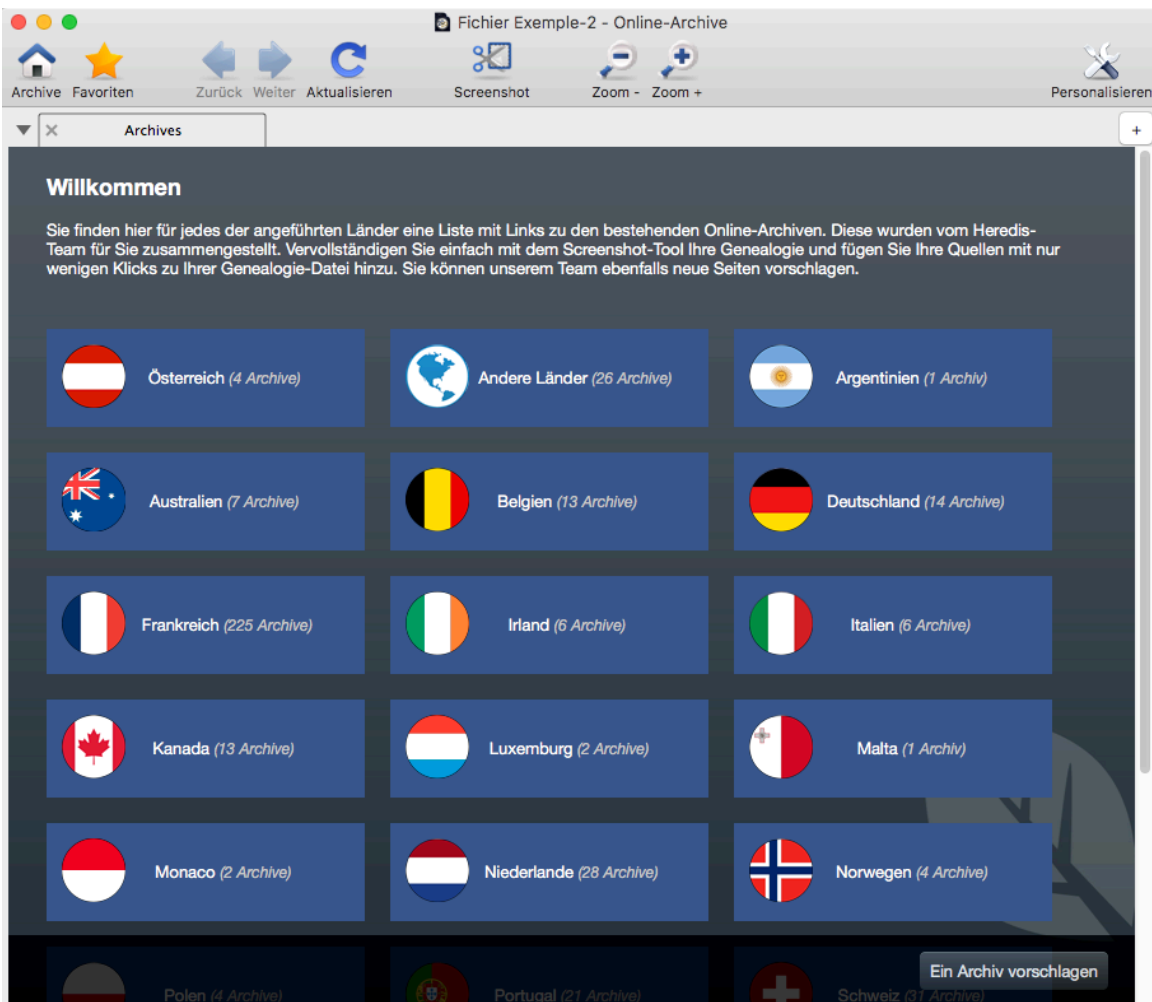 Fichier Exemple-2 - Online-Archive
Archive Favoriten Zurück Weiter Aktualisieren Screenshot Zoom - Zoom + Personalisieren
Archives
+
Willkommen
Sie finden hier für jedes der angeführten Länder eine Liste mit Links zu den bestehenden Online-Archiven. Diese wurden vom Heredis-
Team für Sie zusammengestellt. Vervollständigen Sie einfach mit dem Screenshot-Tool Ihre Genealogie und fügen Sie Ihre Quellen mit nur
wenigen Klicks zu Ihrer Genealogie-Datei hinzu. Sie können unserem Team ebenfalls neue Seiten vorschlagen.
Österreich (4 Archive) Andere Länder (26 Archive) Argentinien (1 Archiv)
Australien (7 Archive) Belgien (13 Archive) Deutschland (14 Archive)
Frankreich (225 Archive) Irland (6 Archive) Italien (6 Archive)
Kanada (13 Archive) Luxemburg (2 Archive) Malta (1 Archiv)
Monaco (2 Archive) Niederlande (28 Archive) Norwegen (4 Archive)
Ein Archiv vorschlagen
Polen (4 Archive) Portugal (21 Archive) Schweiz (31 Archive)